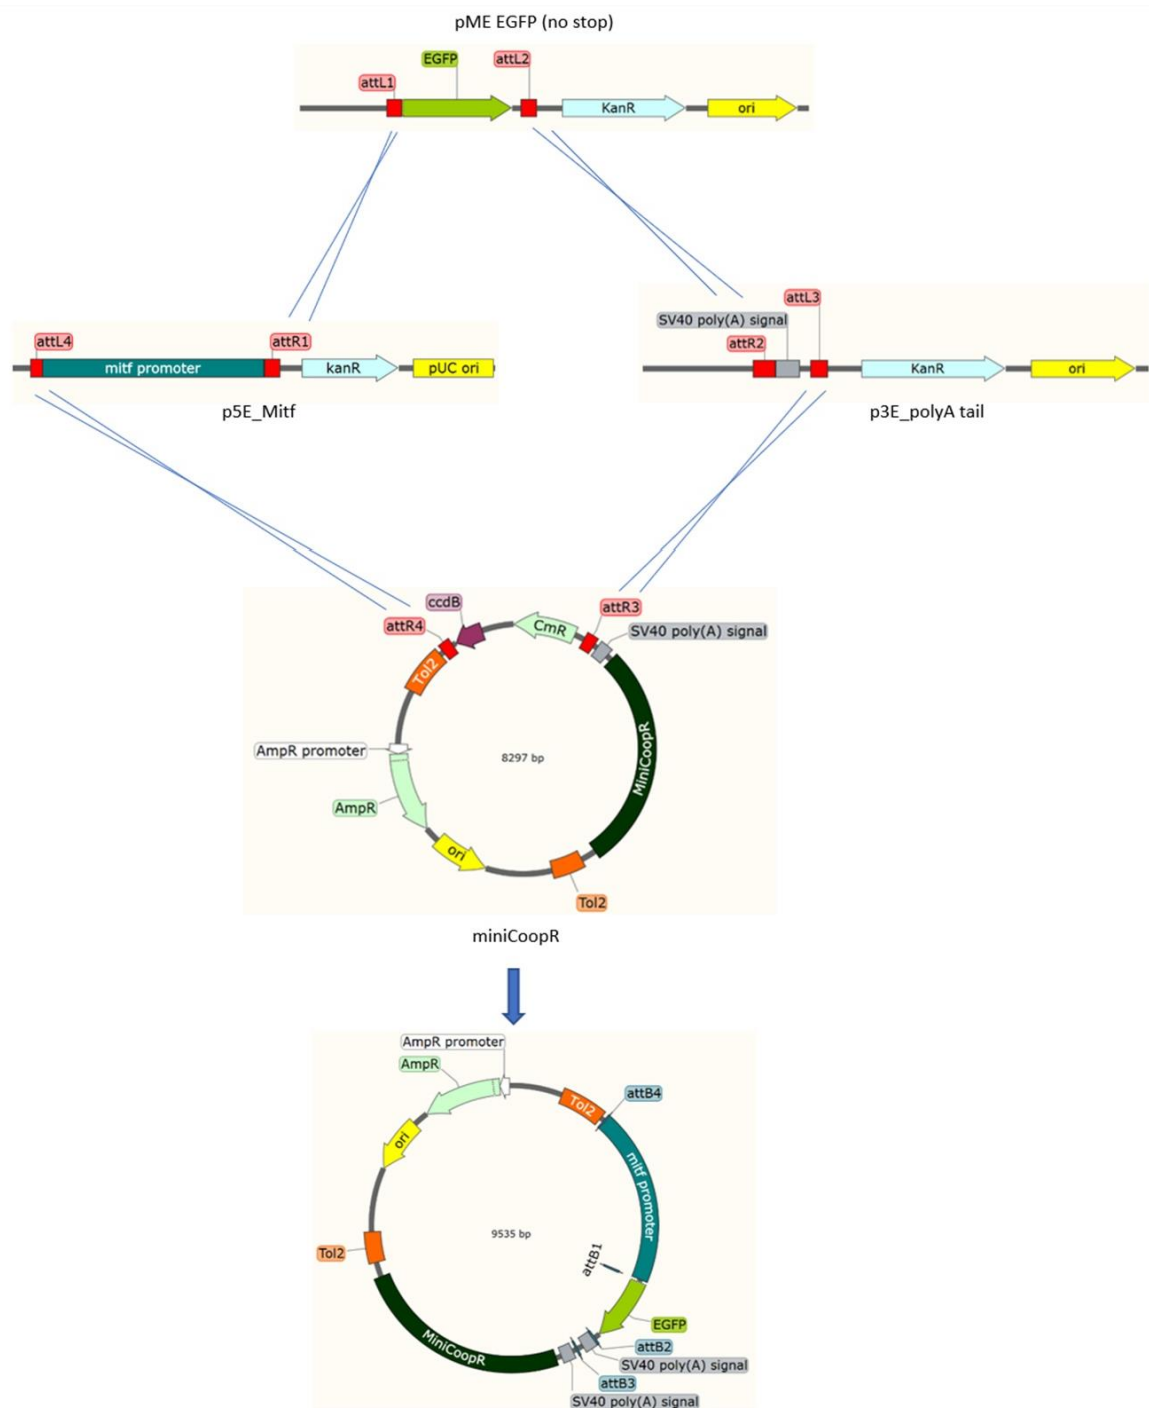 pME EGFP (no stop)
EGFP
attL2
attL1
KanR
ori
attL3
SV40 poly(A) signal
attR2
KanR
ori
p3E_polyA tail
attL4
attR1
mitf promoter
kanR
pUC ori
p5E_Mitf
ccdB
attR4
CmR
attR3
SV40 poly(A) signal
Tol2
AmpR promoter
8297 bp
MiniCoopR
AmpR
ori
Tol2
miniCoopR
AmpR promoter
AmpR
Tol2
attB4
ori
mitf promoter
9535 bp
attB1
Tol2
EGFP
attB2
MiniCoopR
SV40 poly(A) signal
attB3
SV40 poly(A) signal